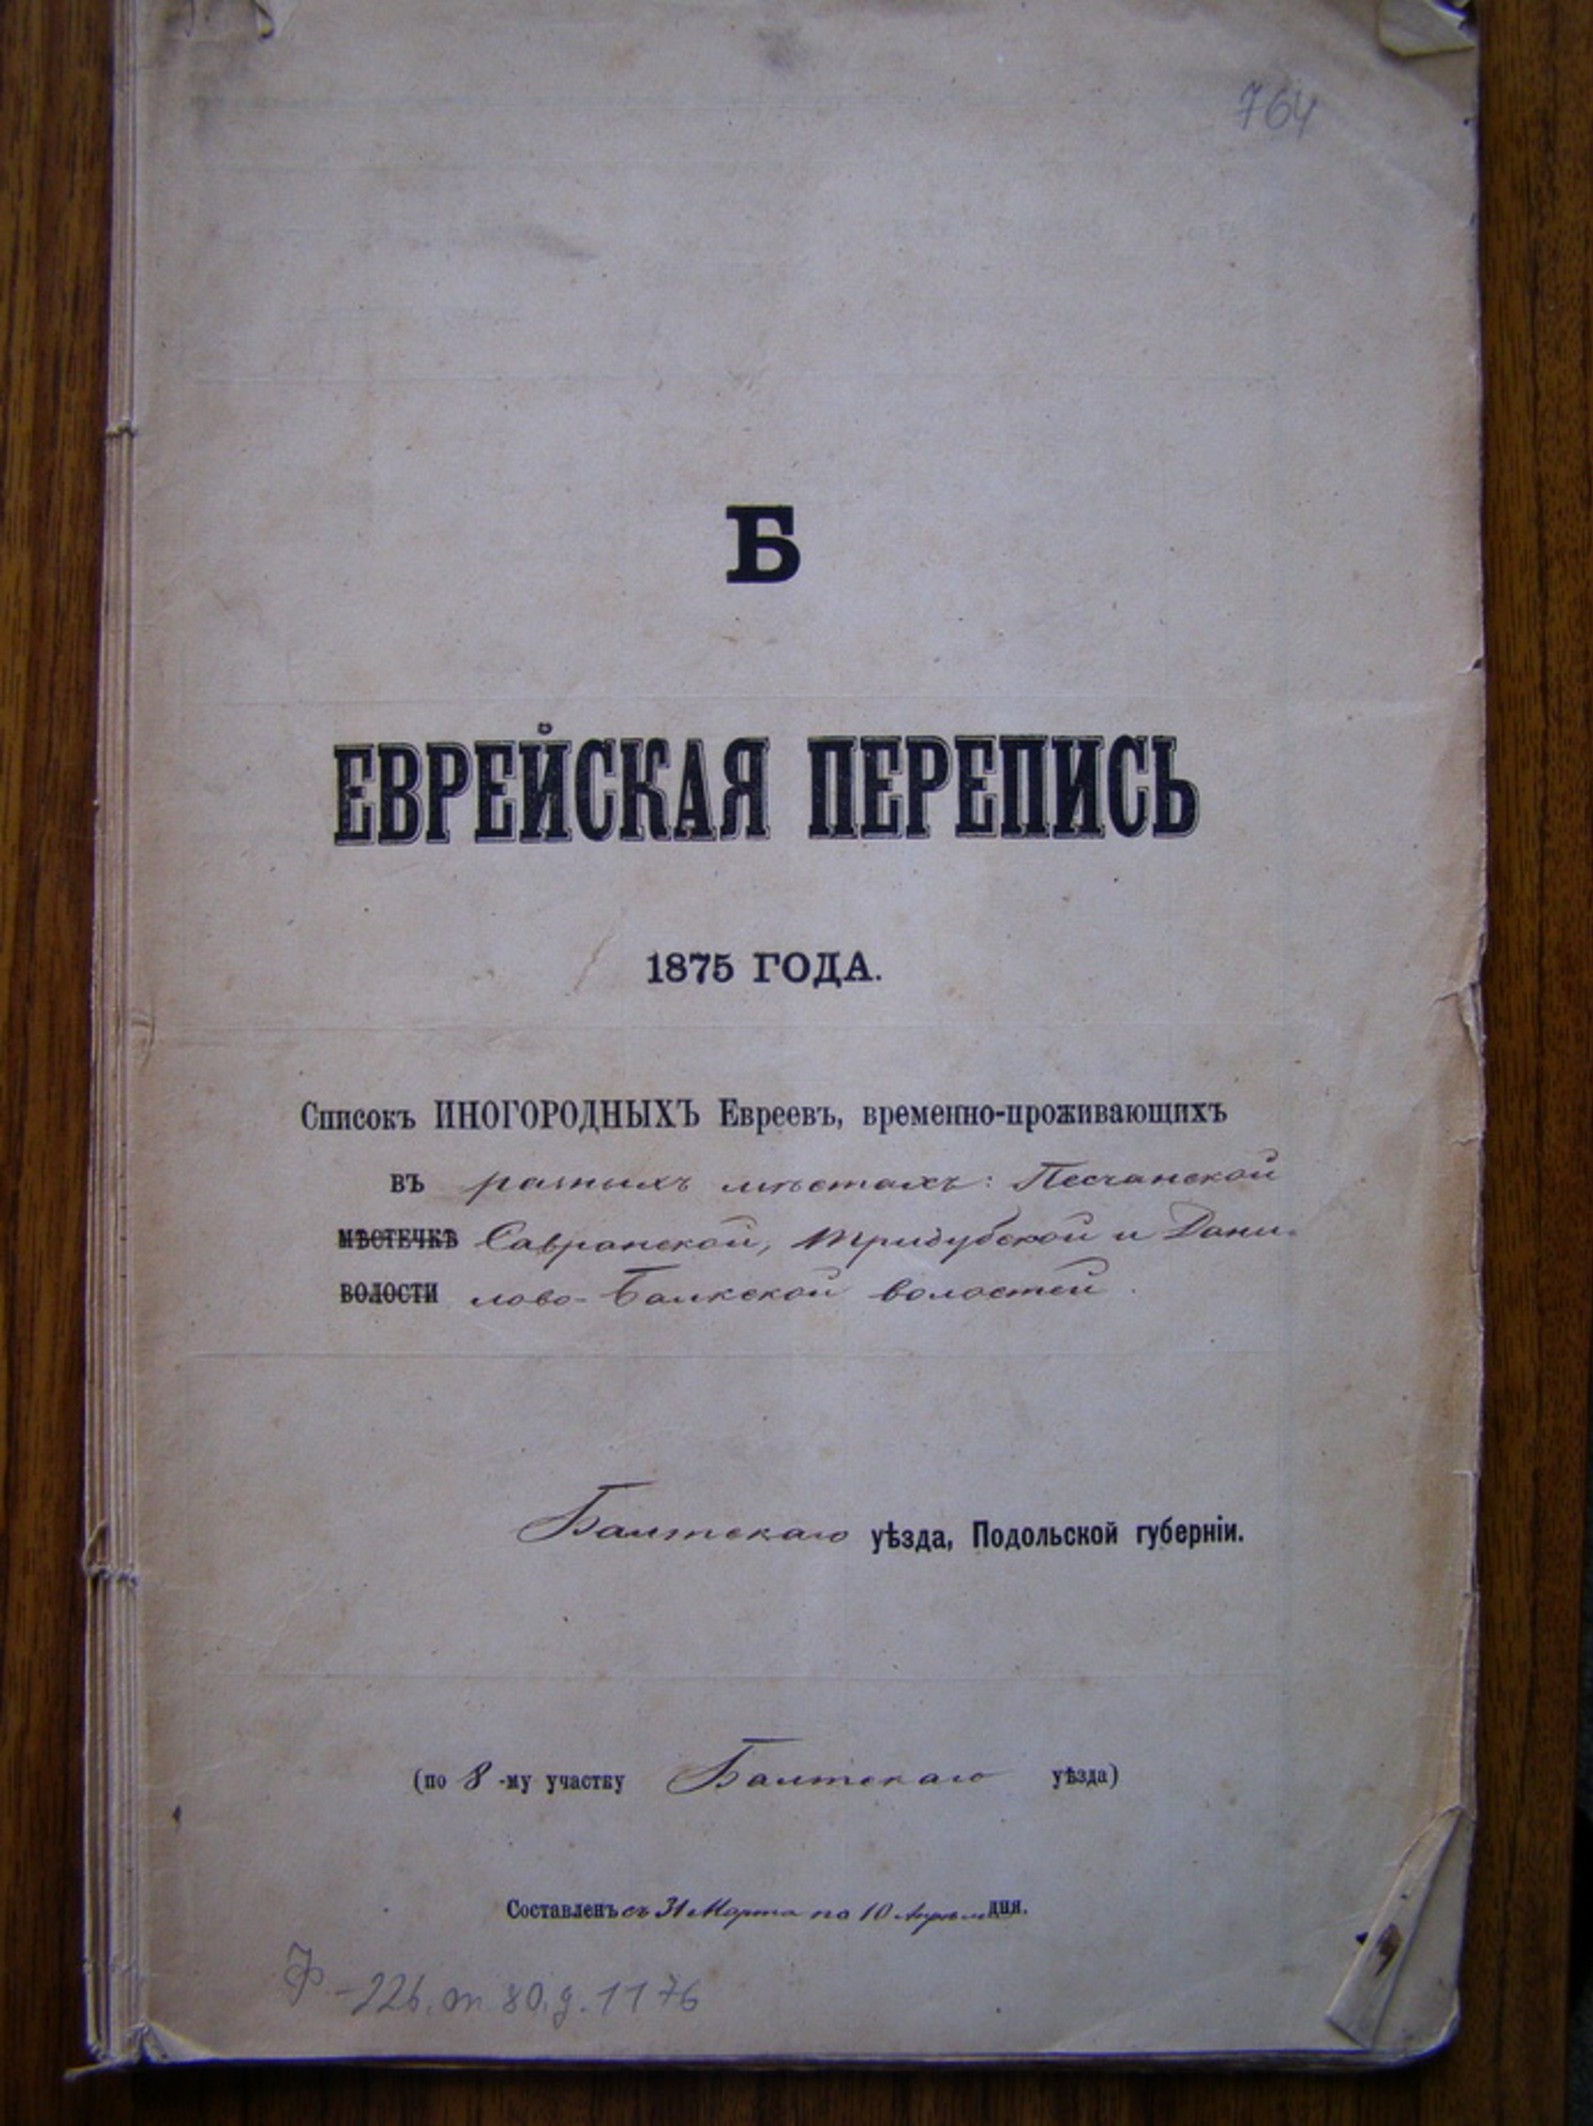 764
Б
ЕВРЕЙСКАЯ ПЕРЕПИСЬ
1875 ГОДА.
Списокъ ИНОГОРОДНЫХЪ Евреевъ, временно-проживающихъ
въ разныхъ мѣстахъ: Песчанской
МѢСТЕЧКѢ Савранской, Тридубской и Дани-
ВОЛОСТИ лово-Балкской волостей.
Балтскаго уѣзда, Подольской губерніи.
(по 8-му участку Балтскаго уѣзда)
Составленъ съ 31 Марта по 10 Апрѣля дня.
Ф-226. т. 80. д. 1176